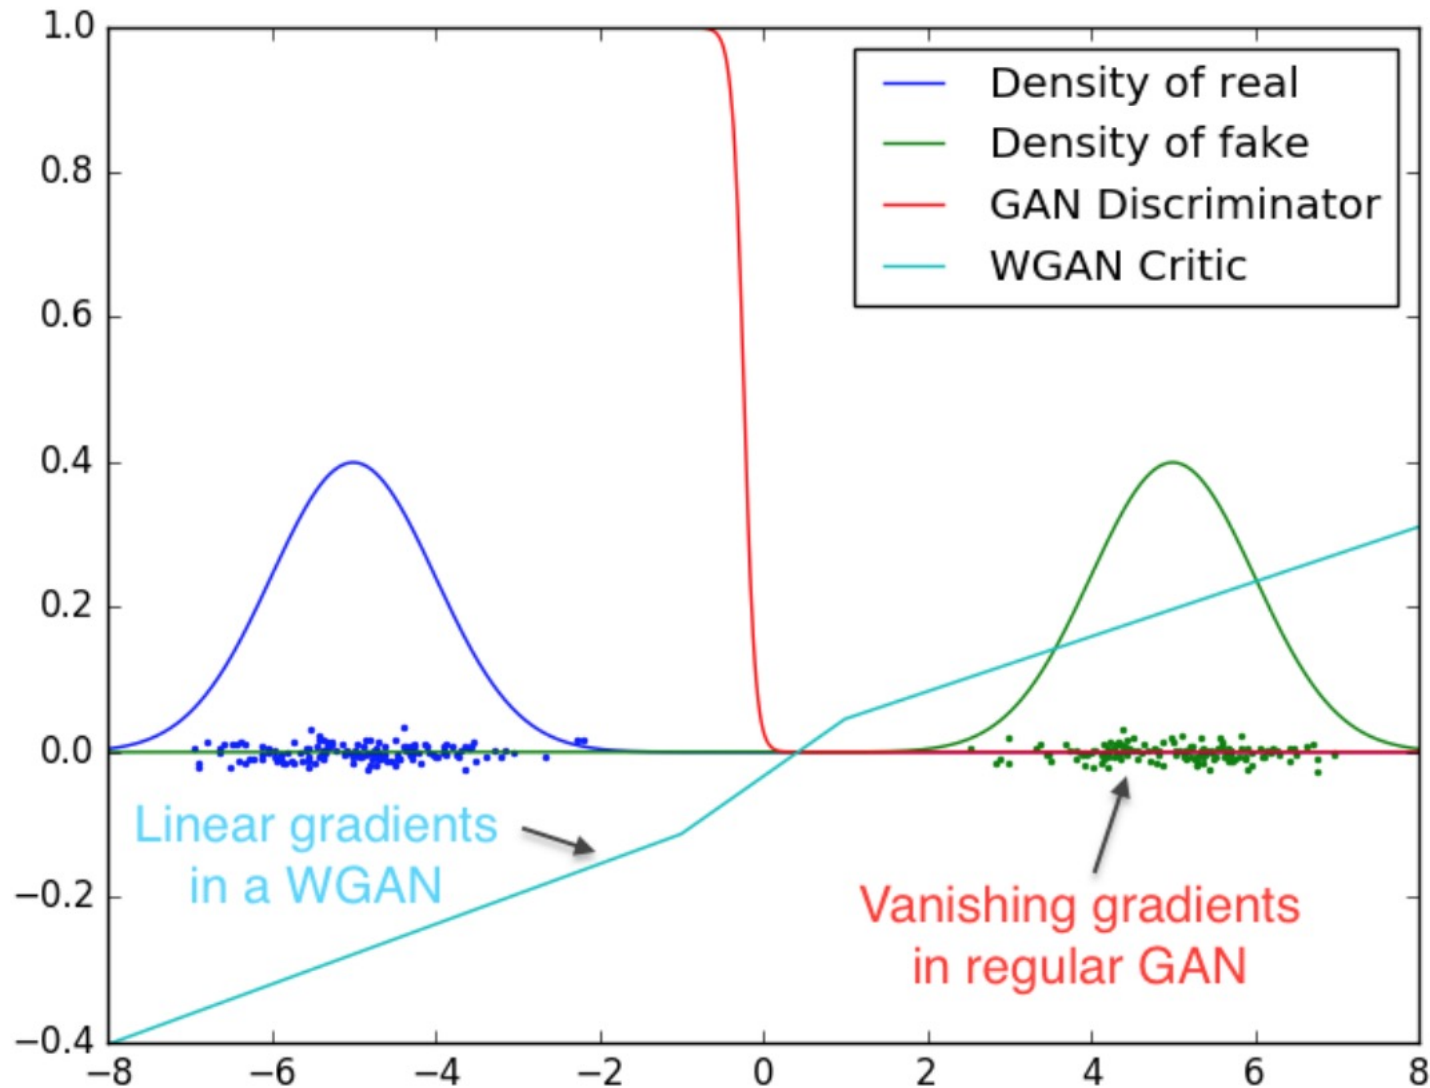 1.0
0.8
0.6
0.4
0.2
0.0
−0.2
−0.4
−8
−6
−4
−2
0
2
4
6
8
Density of real
Density of fake
GAN Discriminator
WGAN Critic
Linear gradients
in a WGAN
Vanishing gradients
in regular GAN